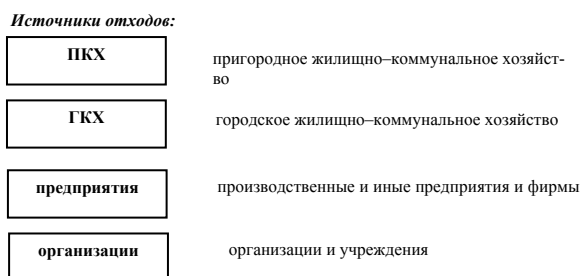 Источники отходов:
ПКХ
пригородное жилищно–коммунальное хозяйст-
во
ГКХ
городское жилищно–коммунальное хозяйство
предприятия
производственные и иные предприятия и фирмы
организации
организации и учреждения